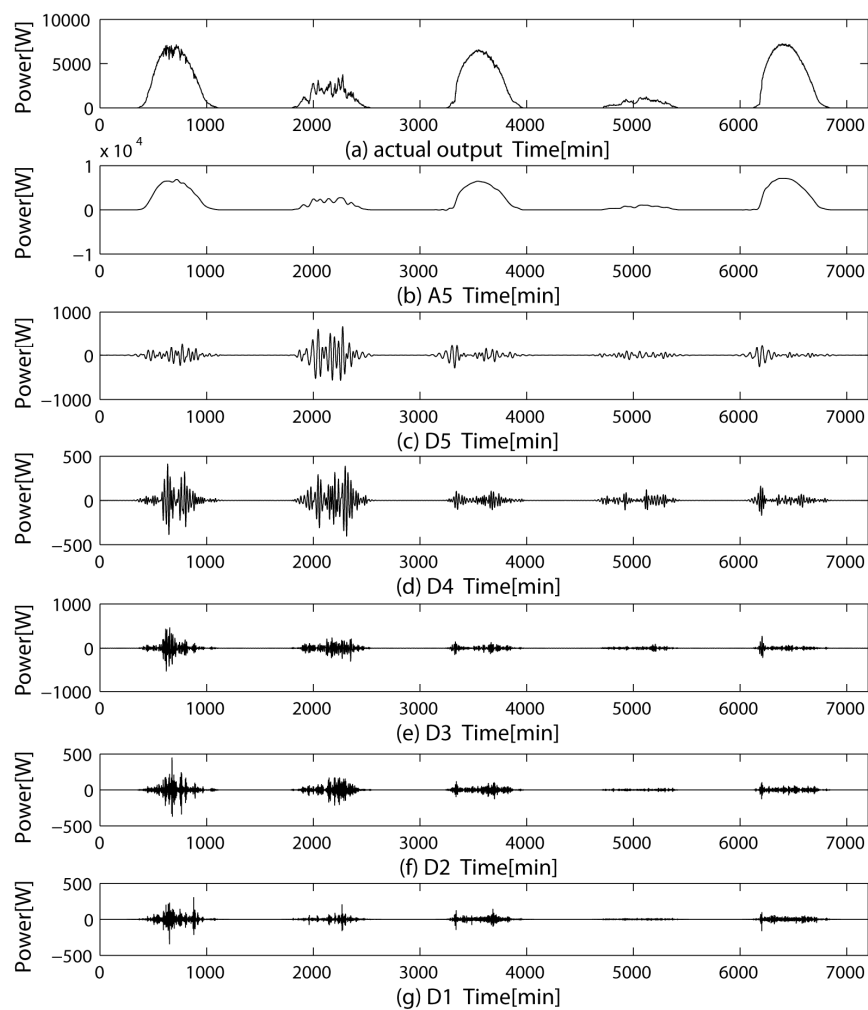 10000
5000
0
Power[W]
0 1000 2000 3000 4000 5000 6000 7000
(a) actual output Time[min]
x 10 4
1
0
−1
Power[W]
0 1000 2000 3000 4000 5000 6000 7000
(b) A5 Time[min]
1000
0
−1000
Power[W]
0 1000 2000 3000 4000 5000 6000 7000
(c) D5 Time[min]
500
0
−500
Power[W]
0 1000 2000 3000 4000 5000 6000 7000
(d) D4 Time[min]
1000
0
−1000
Power[W]
0 1000 2000 3000 4000 5000 6000 7000
(e) D3 Time[min]
500
0
−500
Power[W]
0 1000 2000 3000 4000 5000 6000 7000
(f) D2 Time[min]
500
0
−500
Power[W]
0 1000 2000 3000 4000 5000 6000 7000
(g) D1 Time[min]